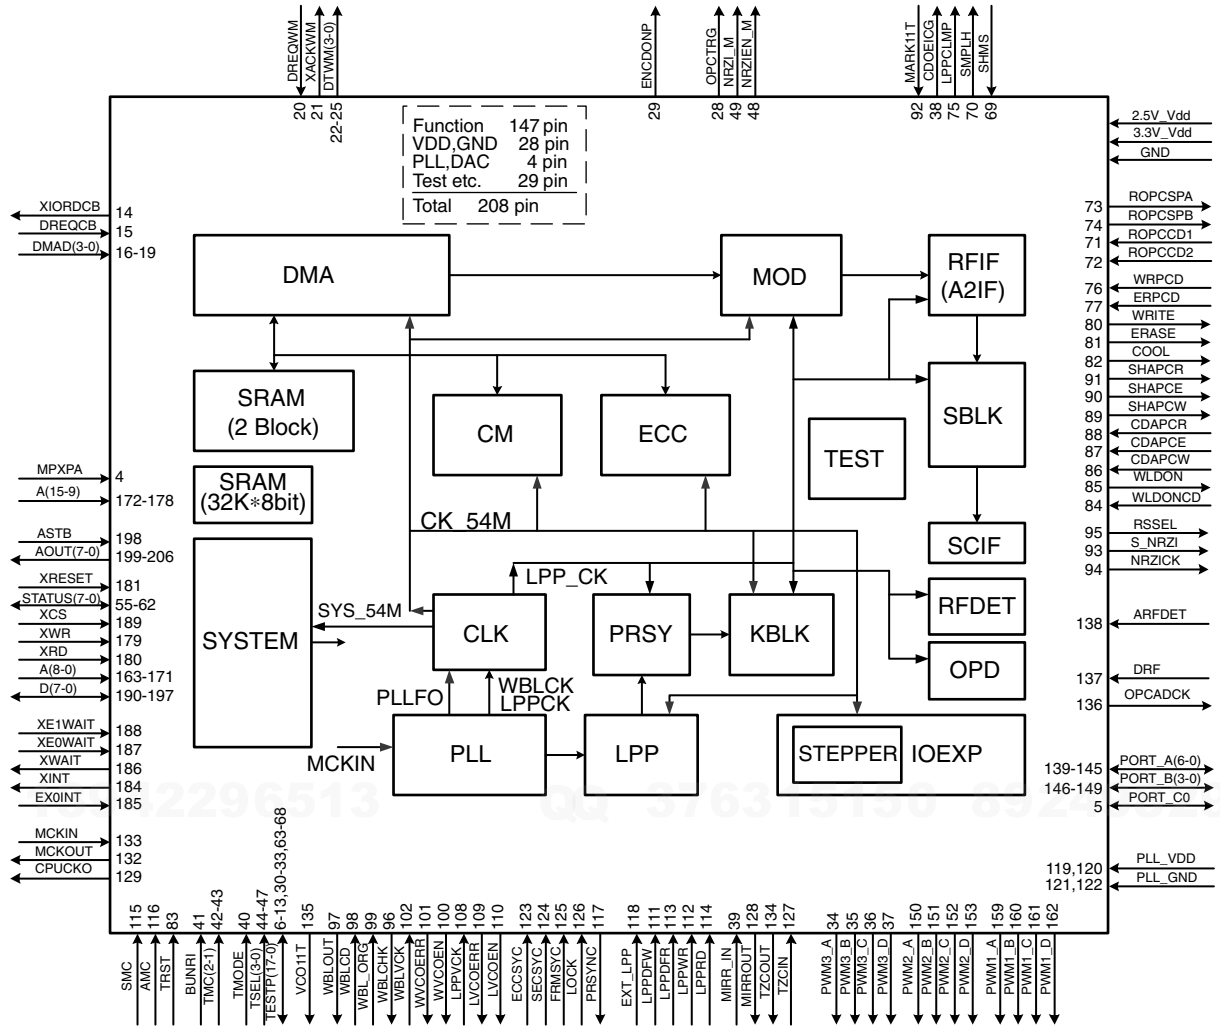 DREQWM
XACKWM
DTWM(3-0)
ENCDONP
OPCTRG
NRZI_M
NRZIEN_M
MARK11T
CDOEICG
LPPCLMP
SMPLH
SHMS
20
21
22-25
29
28
49
48
92
38
75
70
69
Function 147 pin
VDD,GND 28 pin
PLL,DAC 4 pin
Test etc. 29 pin
Total 208 pin
2.5V_Vdd
3.3V_Vdd
GND
XIORDCB 14
DREQCB 15
DMAD(3-0) 16-19
MPXPA 4
A(15-9) 172-178
ASTB 198
AOUT(7-0) 199-206
XRESET 181
STATUS(7-0) 55-62
XCS 189
XWR 179
XRD 180
A(8-0) 163-171
D(7-0) 190-197
XE1WAIT 188
XE0WAIT 187
XWAIT 186
XINT 184
EX0INT 185
MCKIN 133
MCKOUT 132
CPUCKO 129
DMA
MOD
RFIF
(A2IF)
SRAM
(2 Block)
CM
ECC
SBLK
TEST
SRAM
(32K*8bit)
CK_54M
SCIF
LPP_CK
SYS_54M
SYSTEM
CLK
PRSY
KBLK
RFDET
OPD
PLLFO
WBLCK
LPPCK
MCKIN
PLL
LPP
STEPPER
IOEXP
73 ROPCSPA
74 ROPCSPB
71 ROPCCD1
72 ROPCCD2
76 WRPCD
77 ERPCD
80 WRITE
81 ERASE
82 COOL
91 SHAPCR
90 SHAPCE
89 SHAPCW
88 CDAPCR
87 CDAPCE
86 CDAPCW
85 WLDON
84 WLDONCD
95 RSSEL
93 S_NRZI
94 NRZICK
138 ARFDET
137 DRF
136 OPCADCK
139-145 PORT_A(6-0)
146-149 PORT_B(3-0)
5 PORT_C0
119,120 PLL_VDD
121,122 PLL_GND
115
116
83
41
42-43
40
44-47
6-13,30-33,63-68
135
97
98
99
96
102
101
100
108
109
110
123
124
125
126
117
118
111
113
112
114
39
128
134
127
34
35
36
37
150
151
152
153
159
160
161
162
SMC
AMC
TRST
BUNRI
TMC(2-1)
TMODE
TSEL(3-0)
TESTP(17-0)
VCO11T
WBLOUT
WBLCD
WBL_ORG
WBLCHK
WBLVCK
WVCOERR
WVCOEN
LPPVCK
LVCOERR
LVCOEN
ECCSYC
SECSYC
FRMSYC
LOCK
PRSYNC
EXT_LPP
LPPDFW
LPPDFR
LPPWR
LPPRD
MIRR_IN
MIRROUT
TZCOUT
TZCIN
PWM3_A
PWM3_B
PWM3_C
PWM3_D
PWM2_A
PWM2_B
PWM2_C
PWM2_D
PWM1_A
PWM1_B
PWM1_C
PWM1_D
QQ 376315150